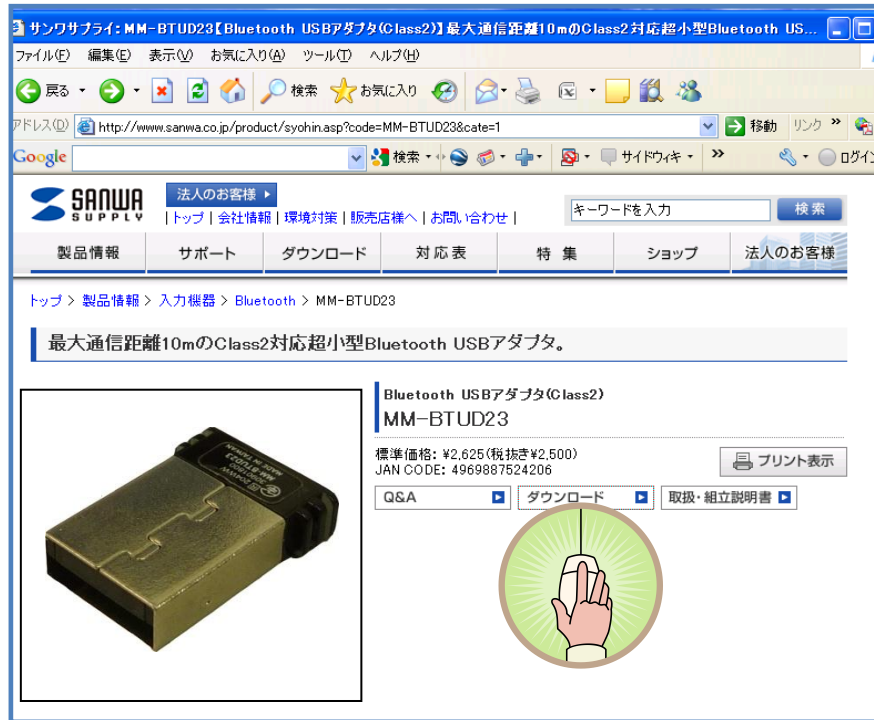 サンワサプライ: MM-BTUD23【Bluetooth USBアダプタ(Class2)】最大通信距離10mのClass2対応超小型Bluetooth US...
ファイル(F) 編集(E) 表示(V) お気に入り(A) ツール(T) ヘルプ(H)
戻る 検索 お気に入り
アドレス(D) http://www.sanwa.co.jp/product/syohin.asp?code=MM-BTUD23&cate=1 移動 リンク »
Google 検索 サイドウィキ » ログイン
SANWA SUPPLY
法人のお客様
| トップ | 会社情報 | 環境対策 | 販売店様へ | お問い合わせ |
キーワードを入力 検索
製品情報 サポート ダウンロード 対応表 特集 ショップ 法人のお客様
トップ > 製品情報 > 入力機器 > Bluetooth > MM-BTUD23
最大通信距離10mのClass2対応超小型Bluetooth USBアダプタ。
Bluetooth USBアダプタ(Class2)
MM-BTUD23
標準価格: ¥2,625(税抜き¥2,500)
JAN CODE: 4969887524206
プリント表示
Q&A ダウンロード 取扱・組立説明書
MM-BTUD23
MADE IN TAIWAN